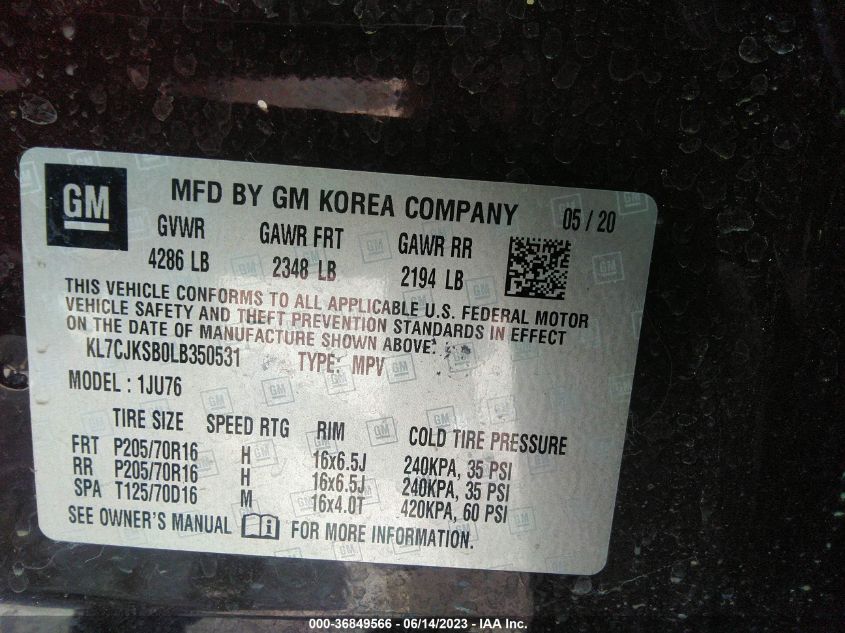 GM
MFD BY GM KOREA COMPANY 05 / 20
GVWR GAWR FRT GAWR RR
4286 LB 2348 LB 2194 LB
THIS VEHICLE CONFORMS TO ALL APPLICABLE U.S. FEDERAL MOTOR
VEHICLE SAFETY AND THEFT PREVENTION STANDARDS IN EFFECT
ON THE DATE OF MANUFACTURE SHOWN ABOVE.
KL7CJKSB0LB350531 TYPE: MPV
MODEL : 1JU76
TIRE SIZE SPEED RTG RIM COLD TIRE PRESSURE
FRT P205/70R16 H 16x6.5J 240KPA, 35 PSI
RR P205/70R16 H 16x6.5J 240KPA, 35 PSI
SPA T125/70D16 M 16x4.0T 420KPA, 60 PSI
SEE OWNER'S MANUAL FOR MORE INFORMATION.
000-36849566 - 06/14/2023 - IAA Inc.